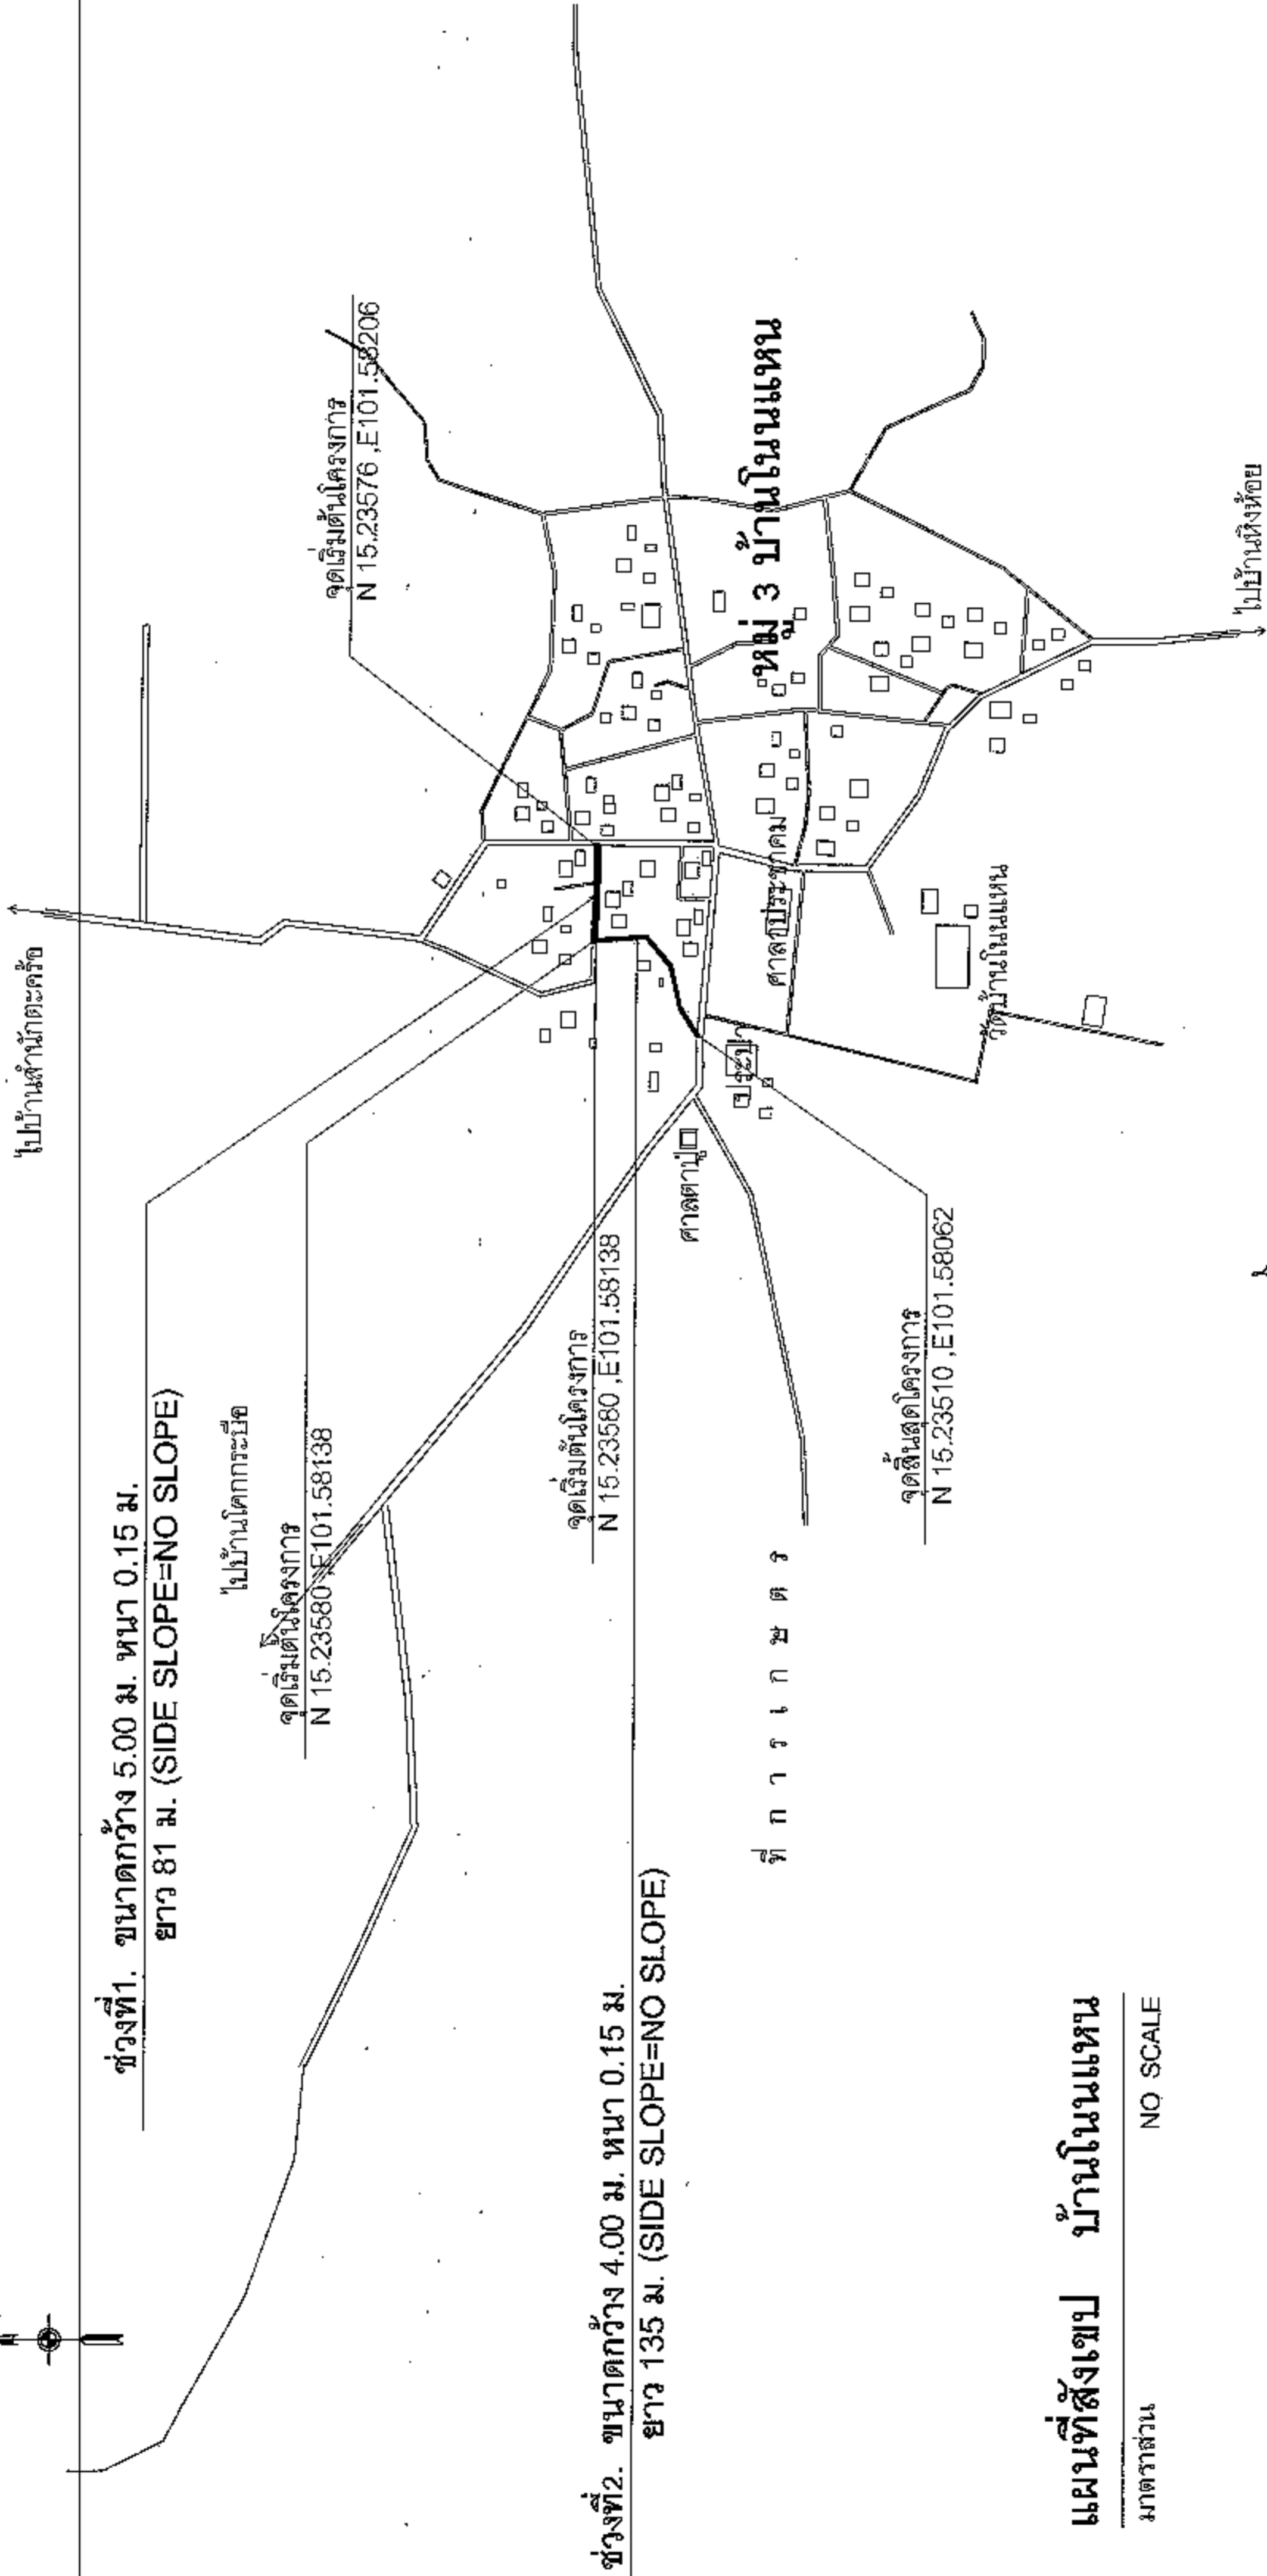 ไปบ้านสำนักตะคร้อ
ช่วงที่1. ขนาดกว้าง 5.00 ม. หนา 0.15 ม.
ยาว 81 ม. (SIDE SLOPE=NO SLOPE)
ไปบ้านโคกกระบือ
จุดเริ่มต้นโครงการ
N 15.23580 ,E101.58138
จุดเริ่มต้นโครงการ
N 15.23576 ,E101.58206
จุดเริ่มต้นโครงการ
N 15.23580 ,E101.58138
ช่วงที่2. ขนาดกว้าง 4.00 ม. หนา 0.15 ม.
ยาว 135 ม. (SIDE SLOPE=NO SLOPE)
ศาลตาปู่
ประปา
ศาลาประชาคม
หมู่ 3 บ้านโนนแหน
ที่การเกษตร
จุดสิ้นสุดโครงการ
N 15.23510 ,E101.58062
วัดบ้านโนนแหน
ไปบ้านหิงห้อย
แผนที่สังเขป บ้านโนนแหน
มาตราส่วน NO SCALE